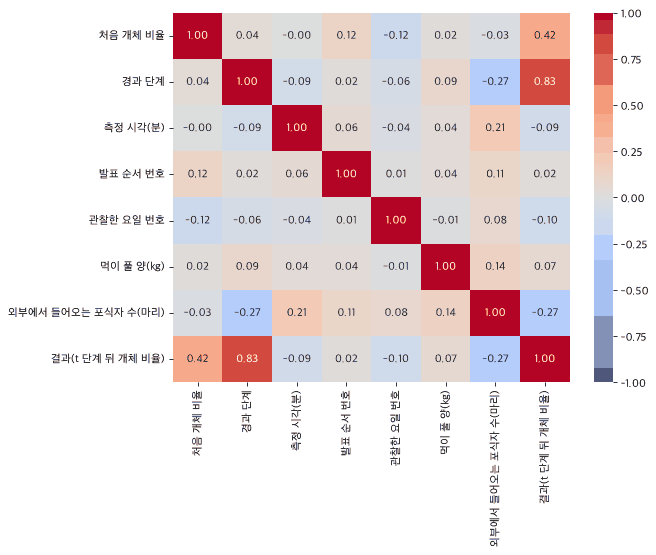 처음 개체 비율 1.00 0.04 -0.00 0.12 -0.12 0.02 -0.03 0.42
경과 단계 0.04 1.00 -0.09 0.02 -0.06 0.09 -0.27 0.83
측정 시각(분) -0.00 -0.09 1.00 0.06 -0.04 0.04 0.21 -0.09
발표 순서 번호 0.12 0.02 0.06 1.00 0.01 0.04 0.11 0.02
관찰한 요일 번호 -0.12 -0.06 -0.04 0.01 1.00 -0.01 0.08 -0.10
먹이 풀 양(kg) 0.02 0.09 0.04 0.04 -0.01 1.00 0.14 0.07
외부에서 들어오는 포식자 수(마리) -0.03 -0.27 0.21 0.11 0.08 0.14 1.00 -0.27
결과(t 단계 뒤 개체 비율) 0.42 0.83 -0.09 0.02 -0.10 0.07 -0.27 1.00
처음 개체 비율
경과 단계
측정 시각(분)
발표 순서 번호
관찰한 요일 번호
먹이 풀 양(kg)
외부에서 들어오는 포식자 수(마리)
결과(t 단계 뒤 개체 비율)
1.00
0.75
0.50
0.25
0.00
-0.25
-0.50
-0.75
-1.00